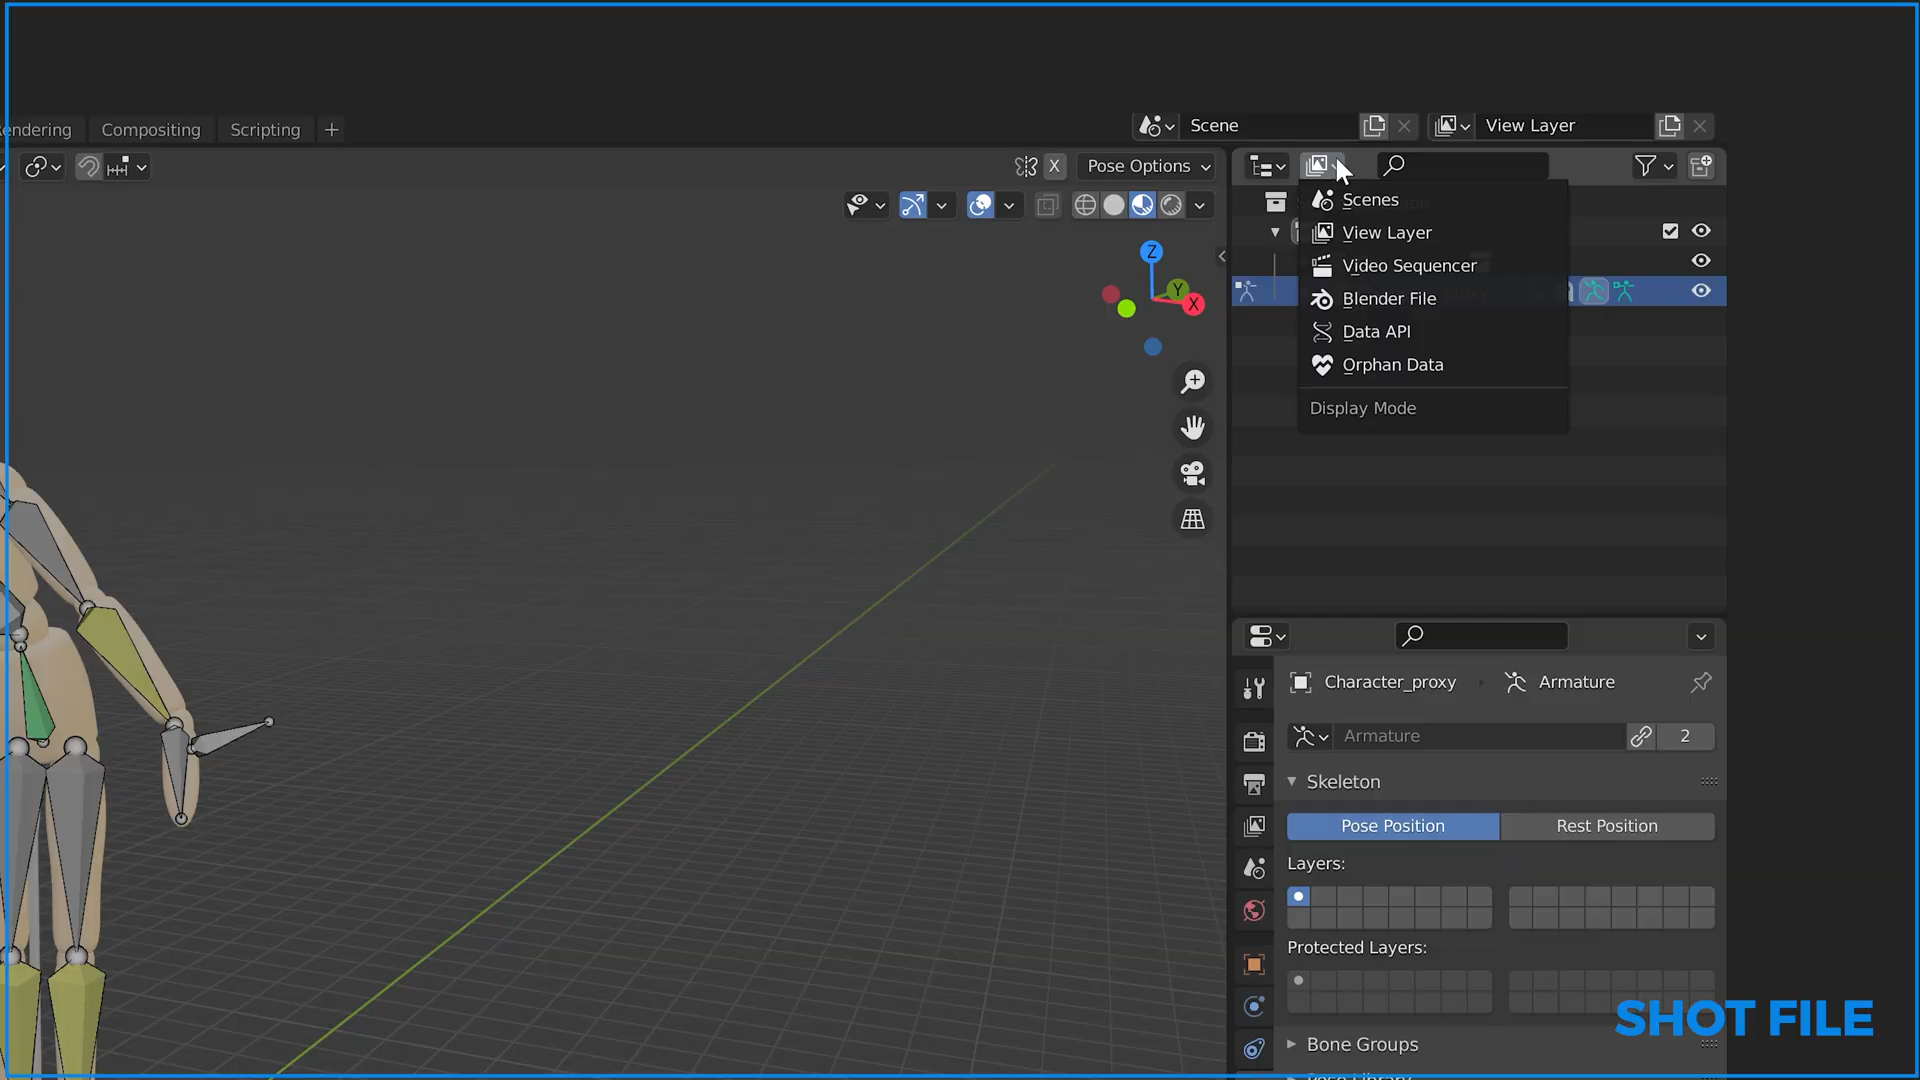 endering Compositing Scripting +
Scene
View Layer
X
Pose Options
Scenes
View Layer
Video Sequencer
Blender File
Data API
Orphan Data
Display Mode
Z
Y
X
Character_proxy
Armature
Armature
2
Skeleton
Pose Position
Rest Position
Layers:
Protected Layers:
Bone Groups
SHOT FILE